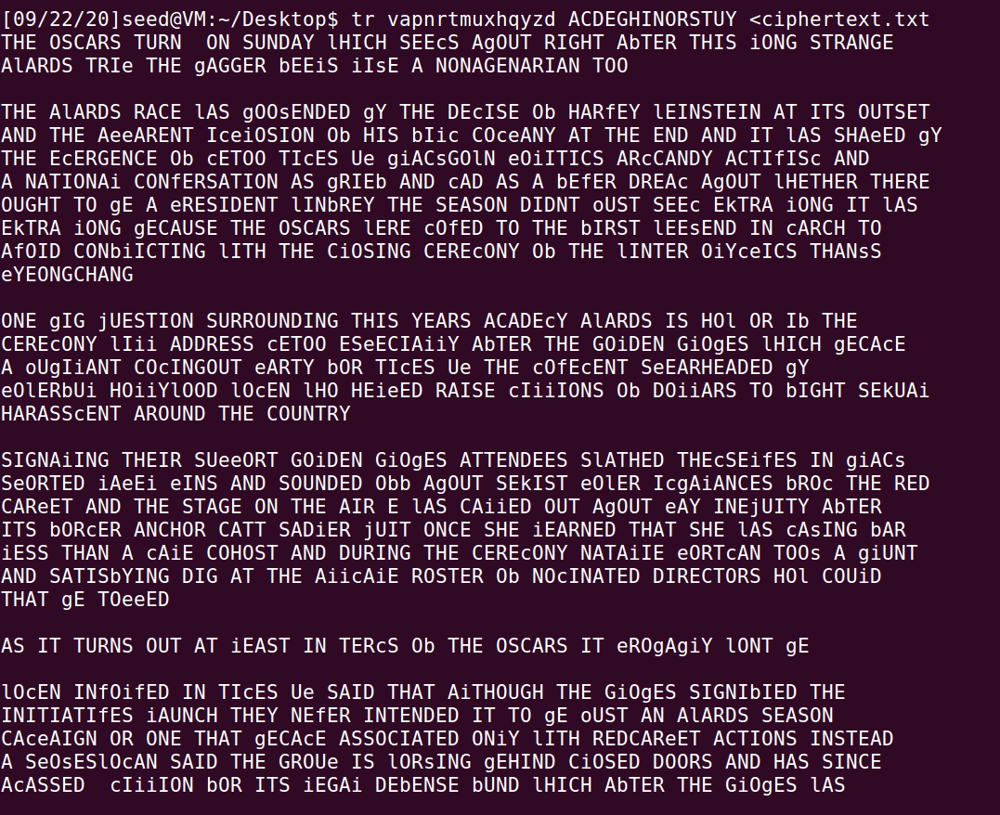 [09/22/20]seed@VM:~/Desktop$ tr vapnrtmuxhqyzd ACDEGHINORSTUY <ciphertext.txt
THE OSCARS TURN  ON SUNDAY lHICH SEEcS AgOUT RIGHT AbTER THIS iONG STRANGE
AlARDS TRIe THE gAGGER bEEiS iIsE A NONAGENARIAN TOO

THE AlARDS RACE lAS gOOsENDED gY THE DEcISE Ob HARfEY lEINSTEIN AT ITS OUTSET
AND THE AeeARENT IceiOSION Ob HIS bIic COceANY AT THE END AND IT lAS SHAeED gY
THE EcERGENCE Ob cETOO TIcES Ue giACsGOlN eOiITICS ARcCANDY ACTIfISc AND
A NATIONAi CONfERSATION AS gRIEb AND cAD AS A bEfER DREAc AgOUT lHETHER THERE
OUGHT TO gE A eRESIDENT lINbREY THE SEASON DIDNT oUST SEEc EkTRA iONG IT lAS
EkTRA iONG gECAUSE THE OSCARS lERE cOfED TO THE bIRST lEEsEND IN cARCH TO
AfOID CONbiICTING lITH THE CiOSING CEREcONY Ob THE lINTER OiYceICS THANsS
eYEONGCHANG

ONE gIG jUESTION SURROUNDING THIS YEARS ACADEcY AlARDS IS HOl OR Ib THE
CEREcONY lIii ADDRESS cETOO ESeECIAiiY AbTER THE GOiDEN GiOgES lHICH gECAcE
A oUgIiANT COcINGOUT eARTY bOR TIcES Ue THE cOfEcENT SeEARHEADED gY
eOlERbUi HOiiYlOOD lOcEN lHO HEieED RAISE cIiiIONS Ob DOiiARS TO bIGHT SEkUAi
HARASScENT AROUND THE COUNTRY

SIGNAiING THEIR SUeeORT GOiDEN GiOgES ATTENDEES SlATHED THEcSEifES IN giACs
SeORTED iAeEi eINS AND SOUNDED Obb AgOUT SEkIST eOlER IcgAiANCES bROc THE RED
CAReET AND THE STAGE ON THE AIR E lAS CAiiED OUT AgOUT eAY INEjUITY AbTER
ITS bORcER ANCHOR CATT SADiER jUIT ONCE SHE iEARNED THAT SHE lAS cAsING bAR
iESS THAN A cAiE COHOST AND DURING THE CEREcONY NATAiIE eORTcAN TOOs A giUNT
AND SATISbYING DIG AT THE AiicAiE ROSTER Ob NOcINATED DIRECTORS HOl COUiD
THAT gE TOeeED

AS IT TURNS OUT AT iEAST IN TERcS Ob THE OSCARS IT eROgAgiY lONT gE

lOcEN INfOifED IN TIcES Ue SAID THAT AiTHOUGH THE GiOgES SIGNIbIED THE
INITIATIfES iAUNCH THEY NEfER INTENDED IT TO gE oUST AN AlARDS SEASON
CAceAIGN OR ONE THAT gECAcE ASSOCIATED ONiY lITH REDCAReET ACTIONS INSTEAD
A SeOsESlOcAN SAID THE GROUe IS lORsING gEHIND CiOSED DOORS AND HAS SINCE
AcASSED  cIiiION bOR ITS iEGAi DEbENSE bUND lHICH AbTER THE GiOgES lAS